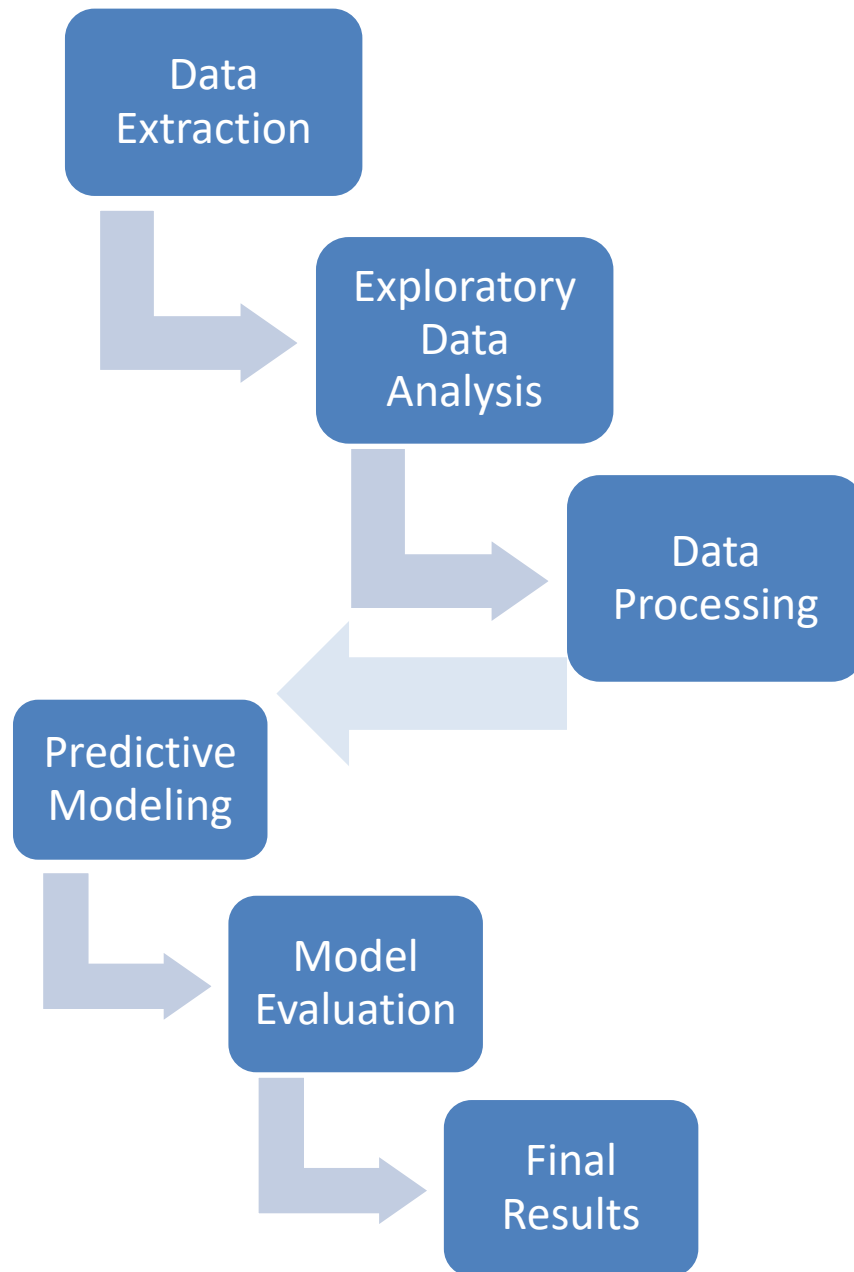 Data
Extraction
Exploratory
Data
Analysis
Data
Processing
Predictive
Modeling
Model
Evaluation
Final
Results